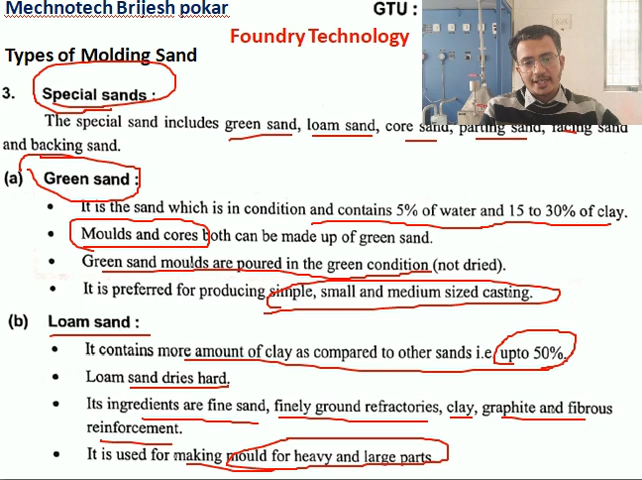 Mechnotech Brijesh pokar
GTU :
Foundry Technology
Types of Molding Sand
3. Special sands :
The special sand includes green sand, loam sand, core sand, parting sand, facing sand
and backing sand.
(a) Green sand :
• It is the sand which is in condition and contains 5% of water and 15 to 30% of clay.
• Moulds and cores both can be made up of green sand.
• Green sand moulds are poured in the green condition (not dried).
• It is preferred for producing simple, small and medium sized casting.
(b) Loam sand :
• It contains more amount of clay as compared to other sands i.e. upto 50%.
• Loam sand dries hard.
• Its ingredients are fine sand, finely ground refractories, clay, graphite and fibrous
reinforcement.
• It is used for making mould for heavy and large parts.